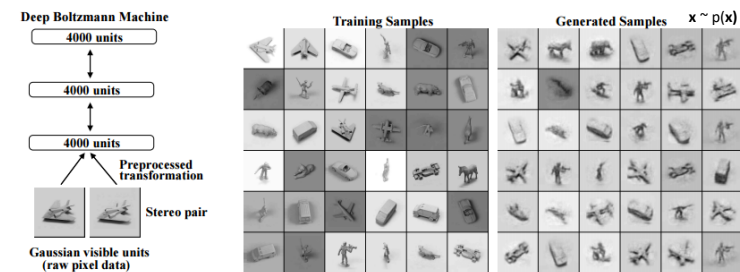 Deep Boltzmann Machine
4000 units
4000 units
4000 units
Preprocessed
transformation
Stereo pair
Gaussian visible units
(raw pixel data)
Training Samples
Generated Samples
x ~ p(x)